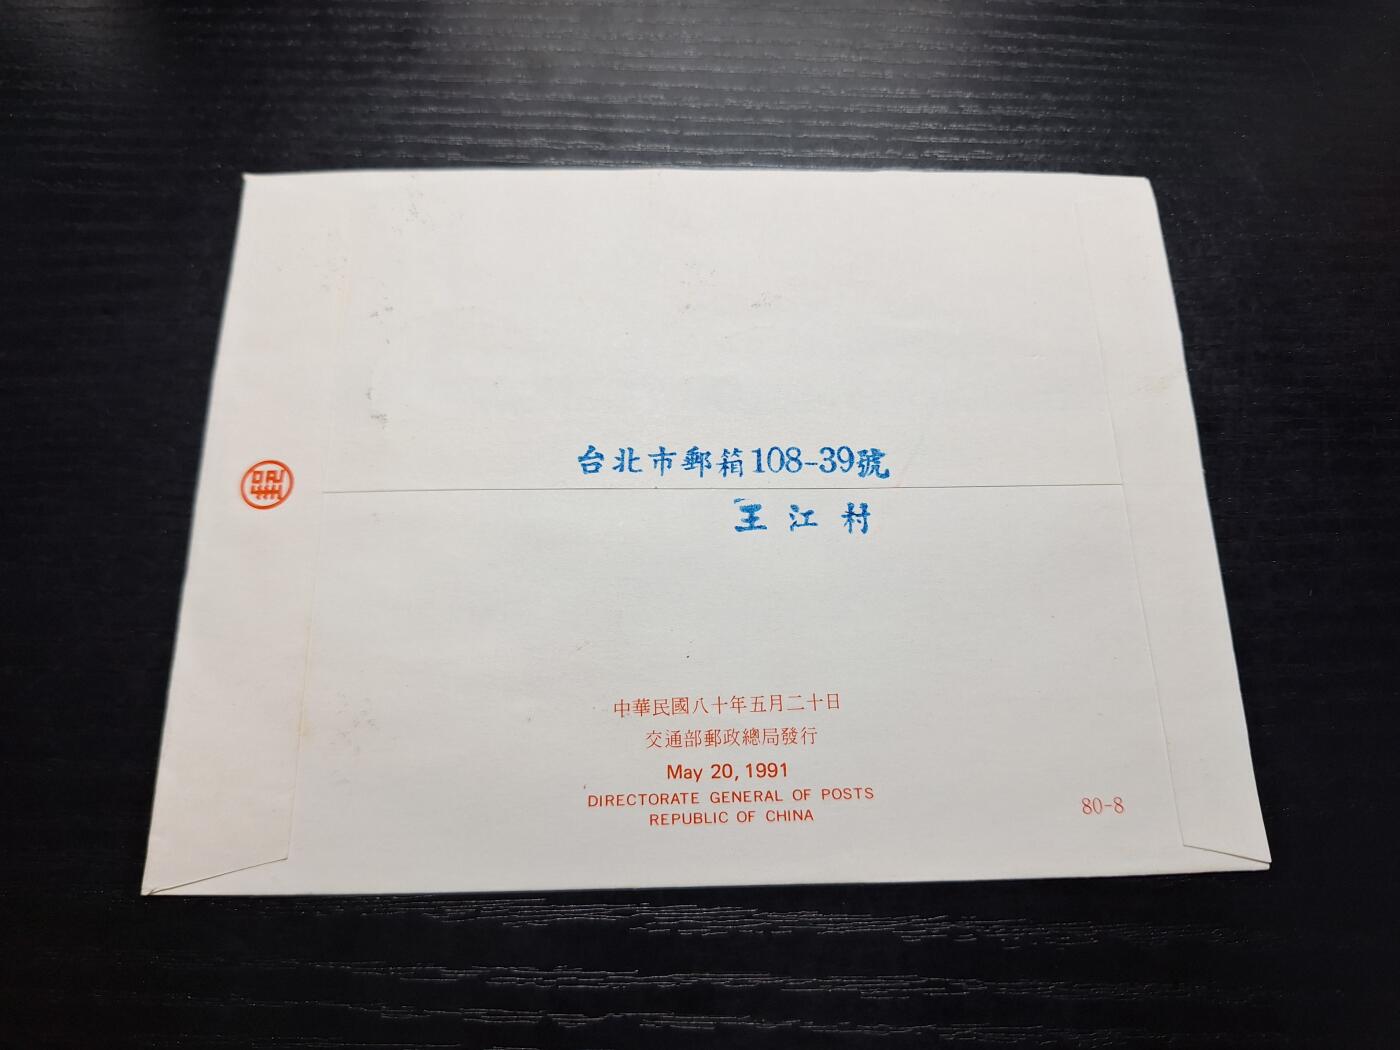 台北市郵箱108-39號
王江村
中華民國八十年五月二十日
交通部郵政總局發行
May 20, 1991
DIRECTORATE GENERAL OF POSTS
REPUBLIC OF CHINA
80-8